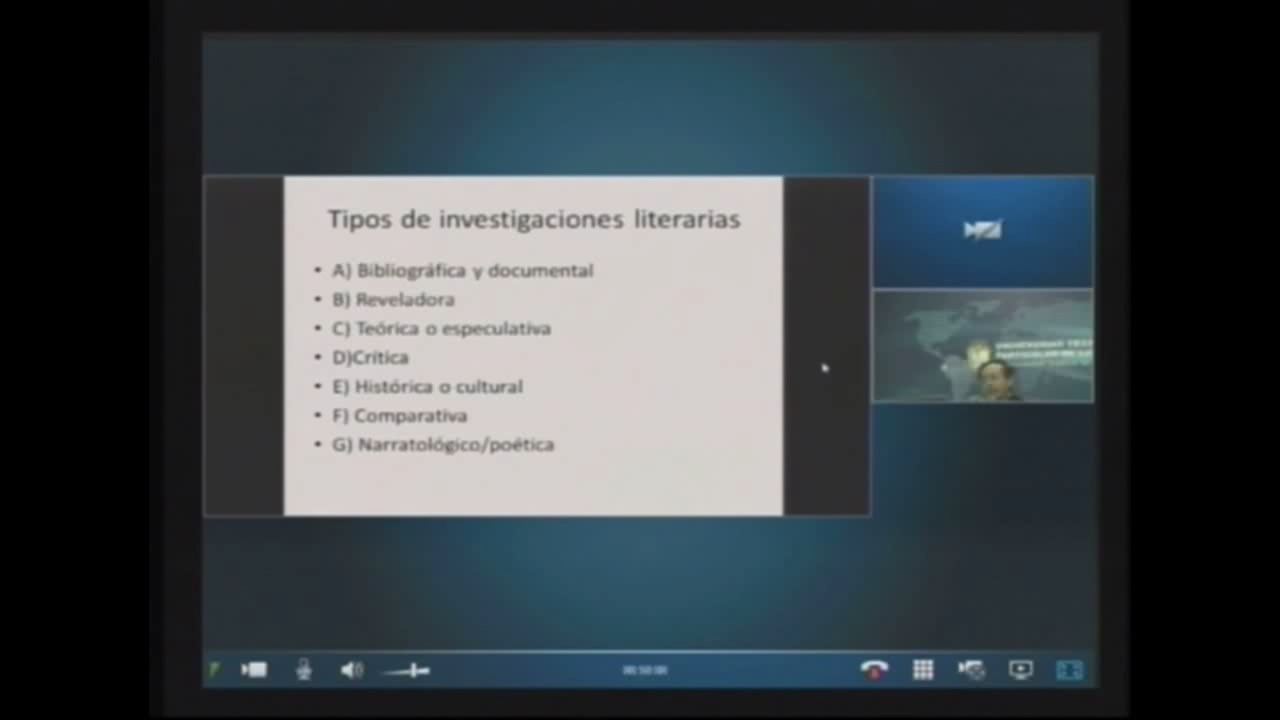 Tipos de investigaciones literarias
• A) Bibliográfica y documental
• B) Reveladora
• C) Teórica o especulativa
• D)Crítica
• E) Histórica o cultural
• F) Comparativa
• G) Narratológico/poética